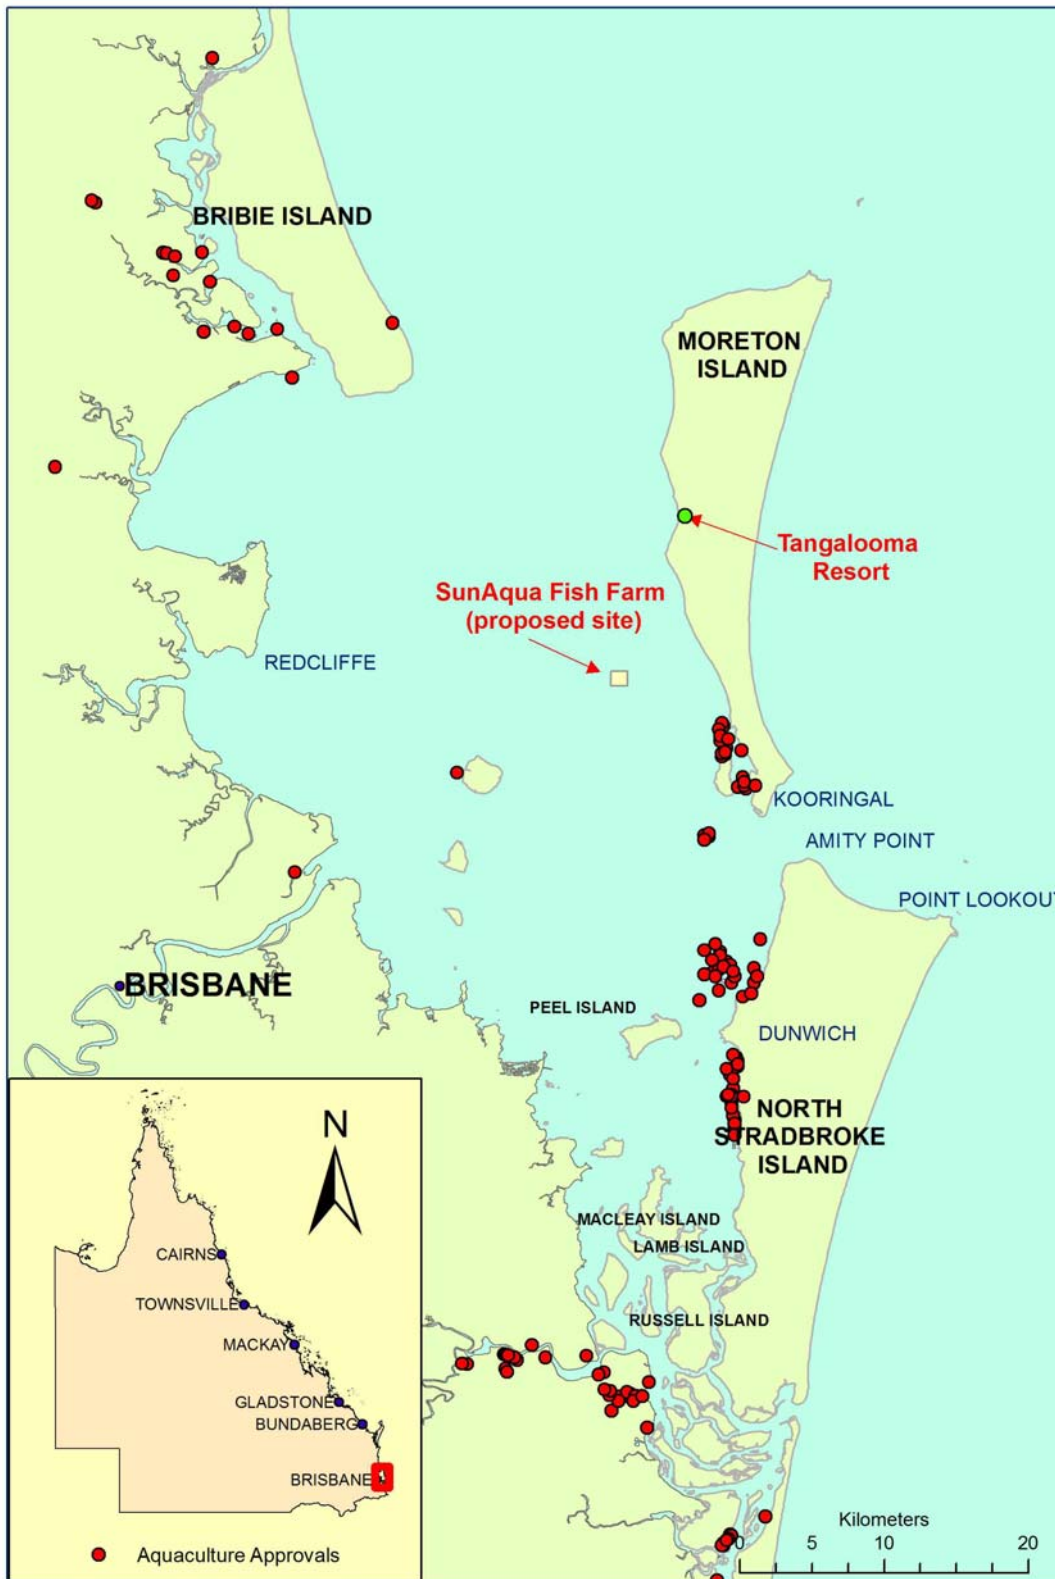 BRIBIE ISLAND
MORETON
ISLAND
Tangalooma
Resort
SunAqua Fish Farm
(proposed site)
REDCLIFFE
KOORINGAL
AMITY POINT
POINT LOOKOUT
BRISBANE
PEEL ISLAND
DUNWICH
NORTH
STRADBROKE
ISLAND
MACLEAY ISLAND
LAMB ISLAND
RUSSELL ISLAND
N
CAIRNS
TOWNSVILLE
MACKAY
GLADSTONE
BUNDABERG
BRISBANE
Aquaculture Approvals
Kilometers
0 5 10 20